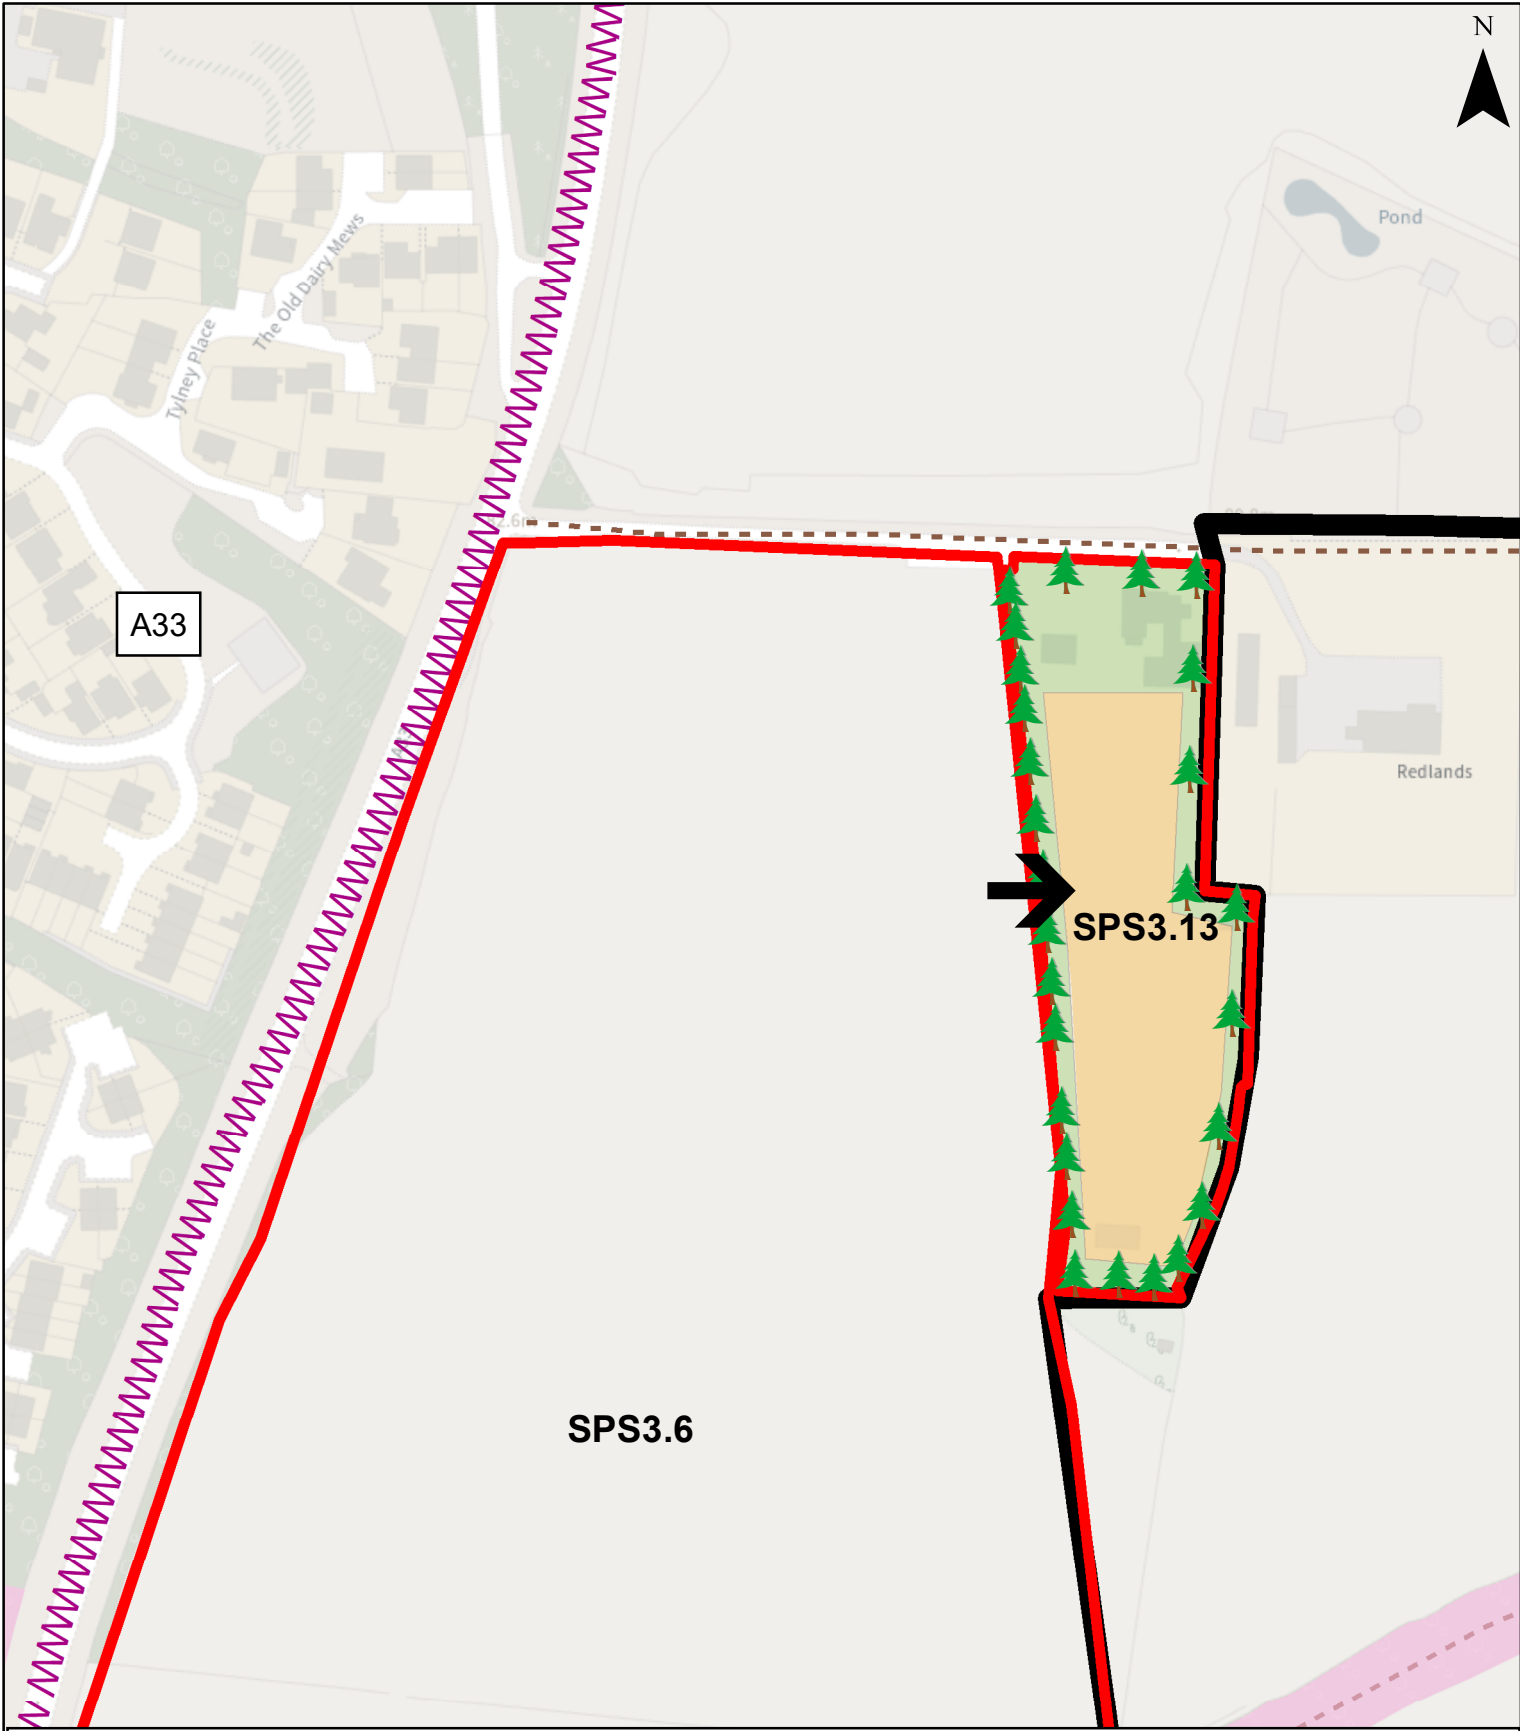 N
Pond
The Old Dairy Mews
Tylney Place
A33
Redlands
SPS3.13
SPS3.6